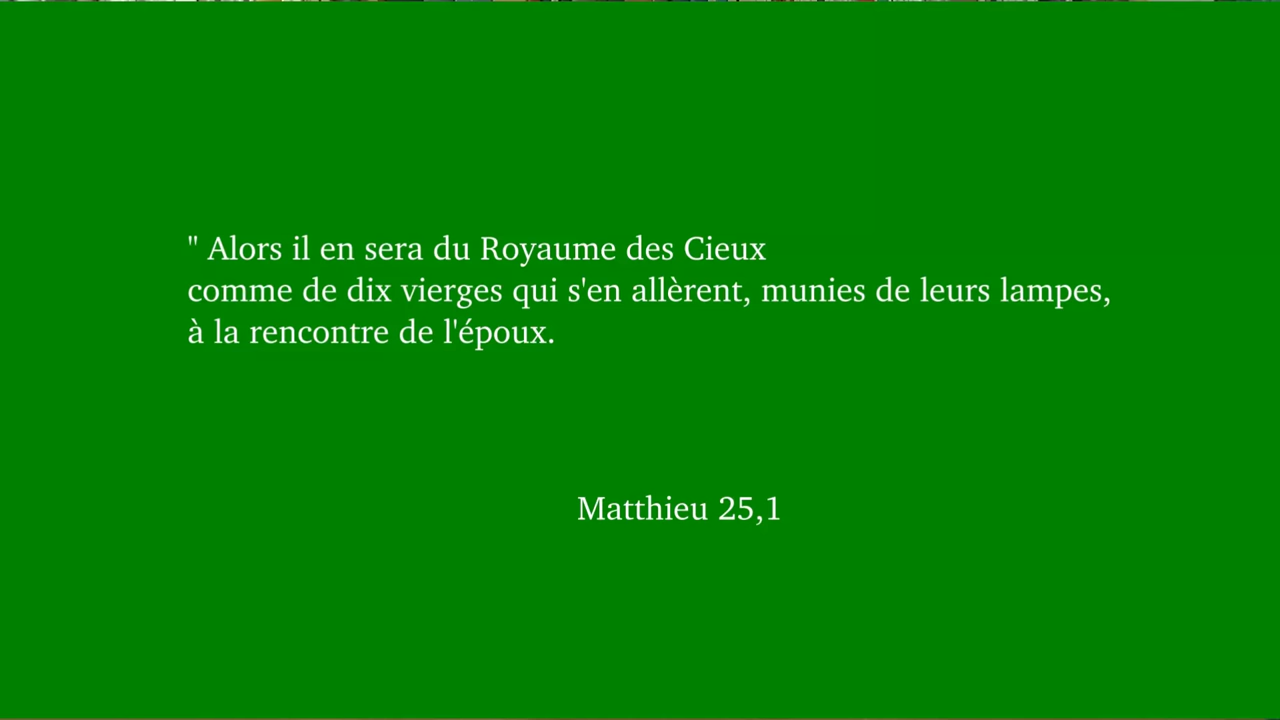 " Alors il en sera du Royaume des Cieux
comme de dix vierges qui s'en allèrent, munies de leurs lampes,
à la rencontre de l'époux.
Matthieu 25,1